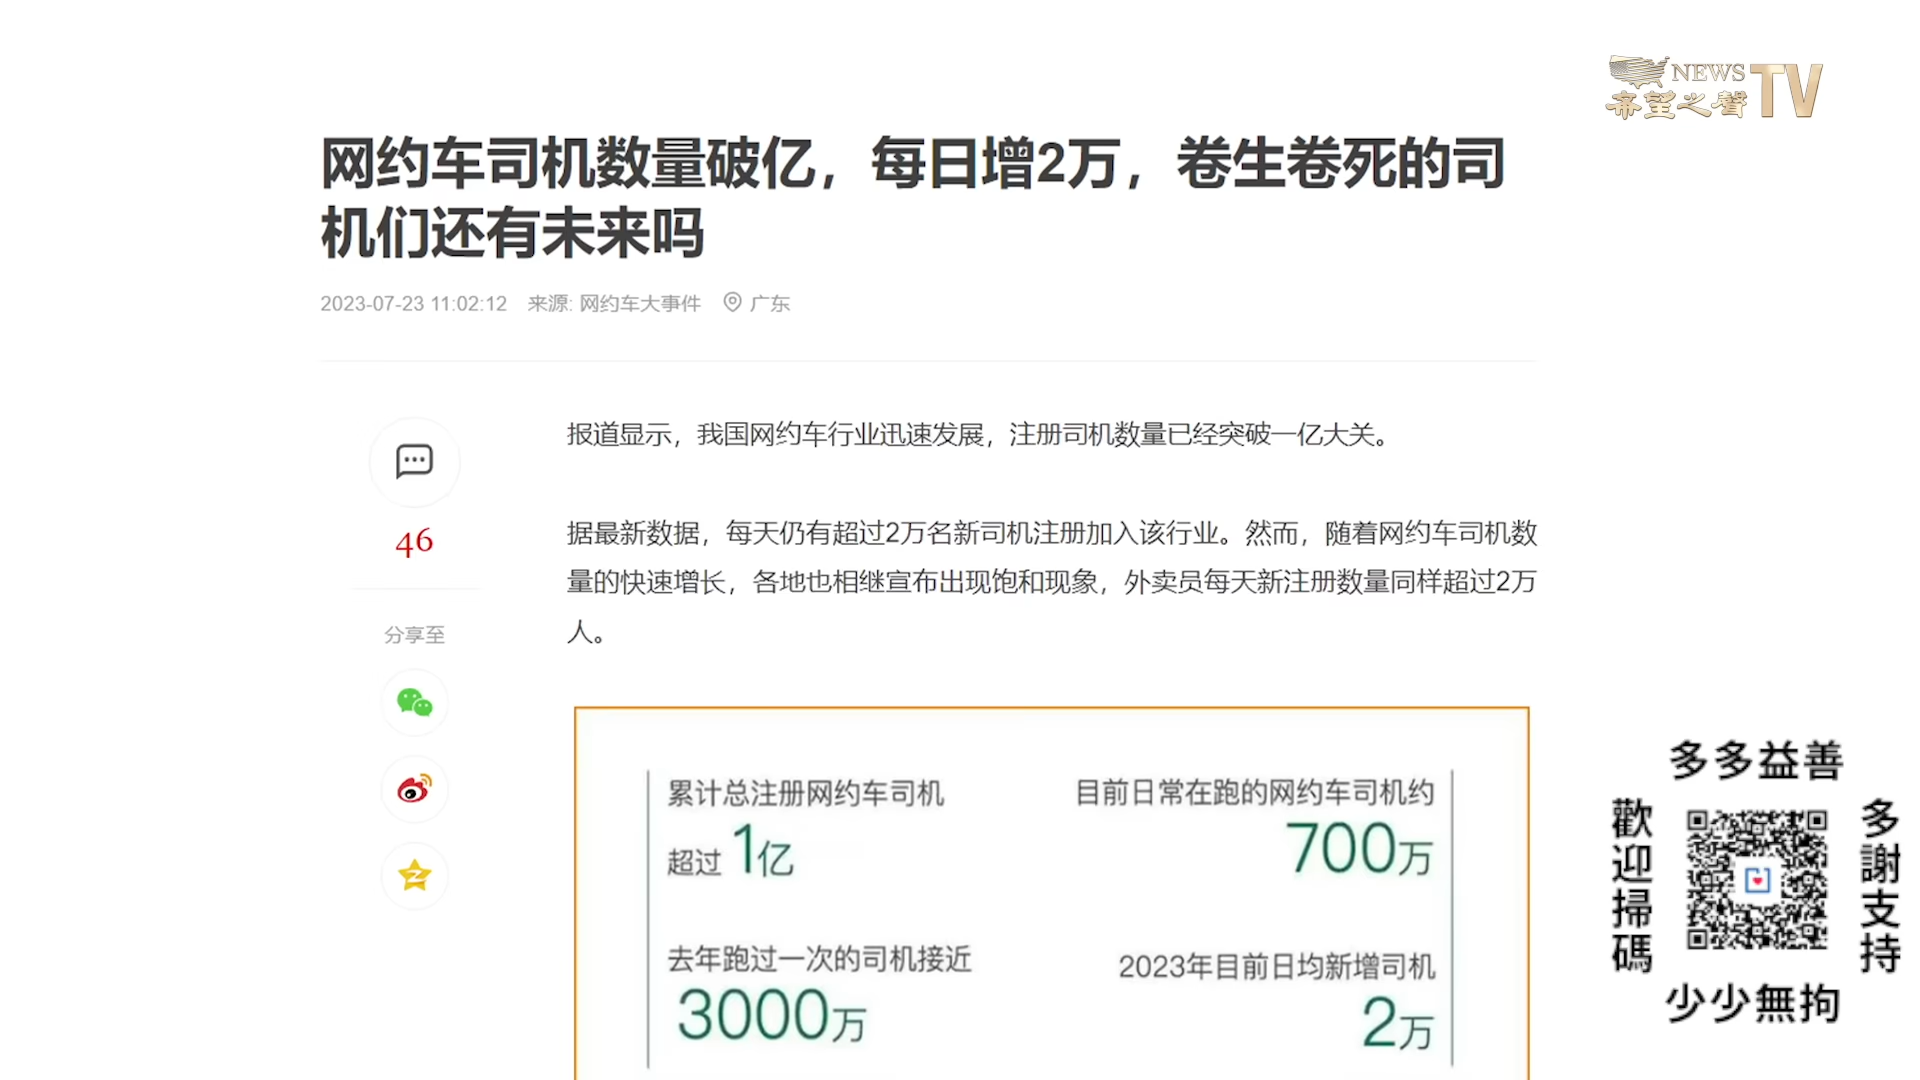 NEWS
希望之聲TV
网约车司机数量破亿，每日增2万，卷生卷死的司
机们还有未来吗
2023-07-23 11:02:12 来源: 网约车大事件 广东
报道显示，我国网约车行业迅速发展，注册司机数量已经突破一亿大关。
46
据最新数据，每天仍有超过2万名新司机注册加入该行业。然而，随着网约车司机数
量的快速增长，各地也相继宣布出现饱和现象，外卖员每天新注册数量同样超过2万
人。
分享至
累计总注册网约车司机
超过1亿
目前日常在跑的网约车司机约
700万
去年跑过一次的司机接近
3000万
2023年目前日均新增司机
2万
多多益善
歡迎掃碼
多謝支持
少少無拘